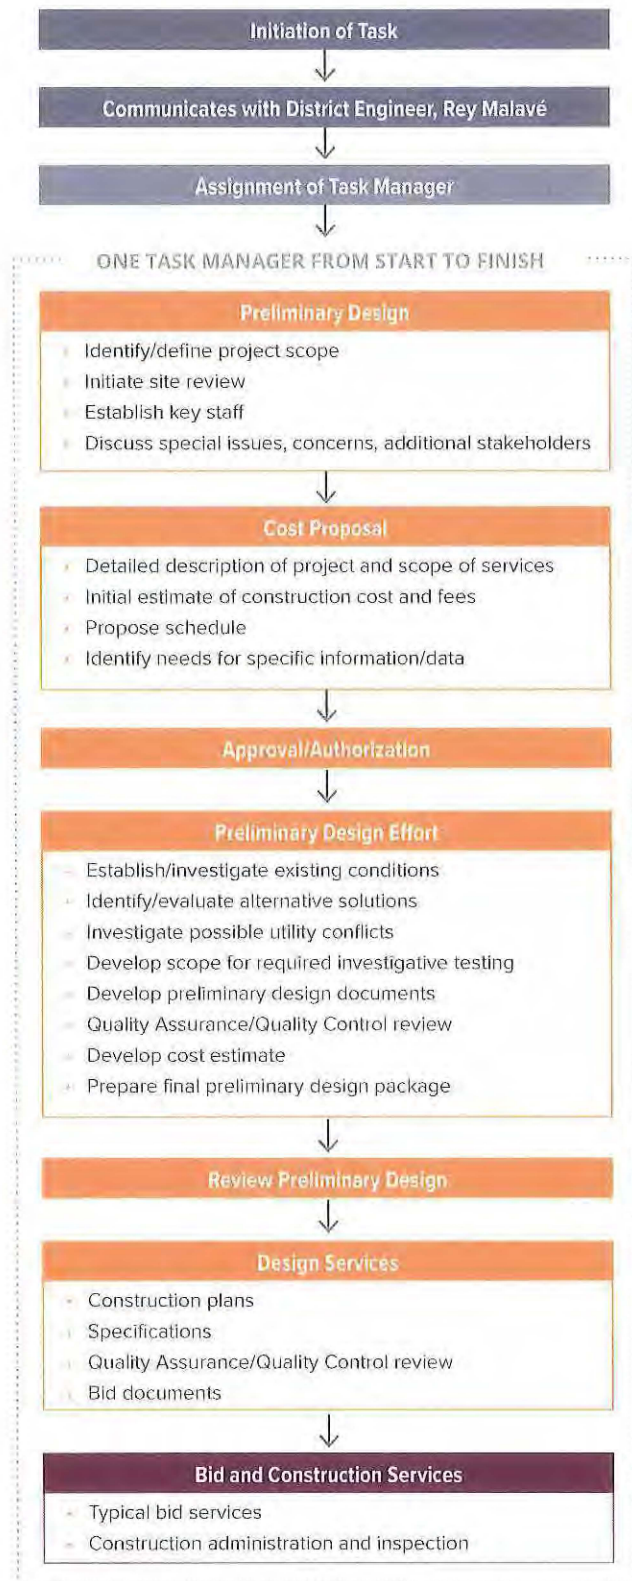 Initiation of Task
Communicates with District Engineer, Rey Malavé
Assignment of Task Manager
ONE TASK MANAGER FROM START TO FINISH
Preliminary Design
Identify/define project scope
Initiate site review
Establish key staff
Discuss special issues, concerns, additional stakeholders
Cost Proposal
Detailed description of project and scope of services
Initial estimate of construction cost and fees
Propose schedule
Identify needs for specific information/data
Approval/Authorization
Preliminary Design Effort
Establish/investigate existing conditions
Identify/evaluate alternative solutions
Investigate possible utility conflicts
Develop scope for required investigative testing
Develop preliminary design documents
Quality Assurance/Quality Control review
Develop cost estimate
Prepare final preliminary design package
Review Preliminary Design
Design Services
Construction plans
Specifications
Quality Assurance/Quality Control review
Bid documents
Bid and Construction Services
Typical bid services
Construction administration and inspection